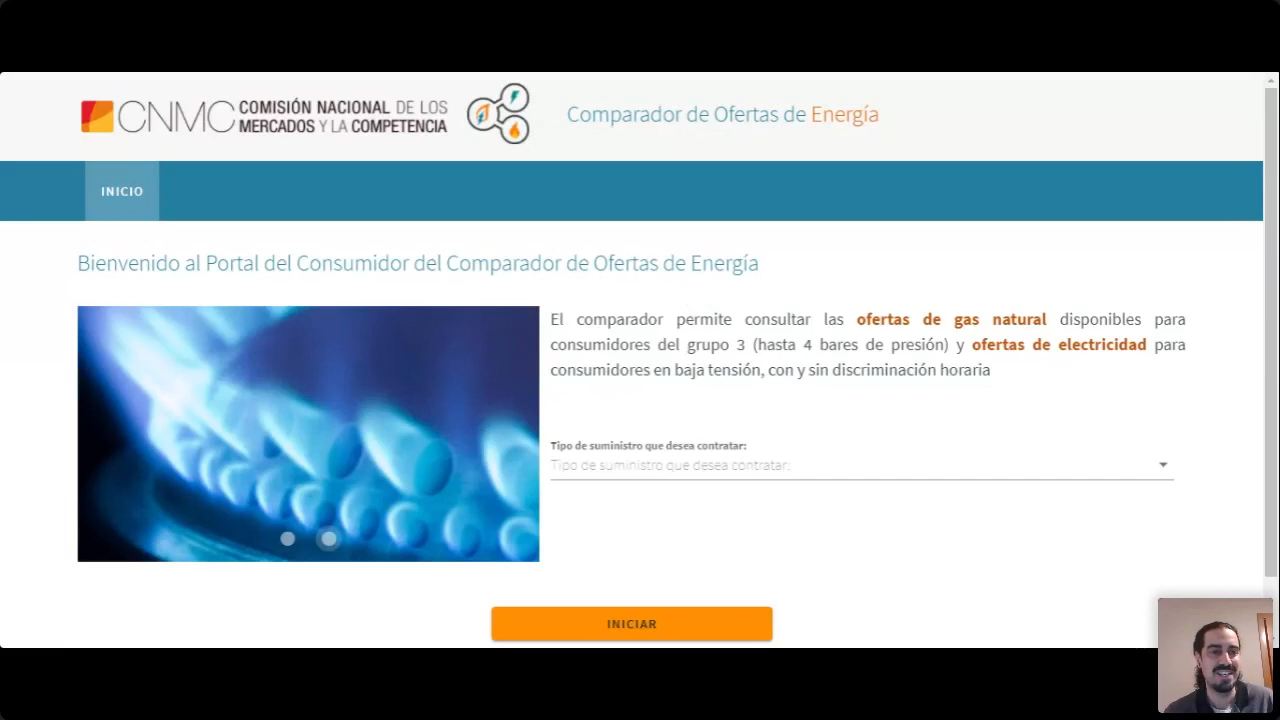 CNMC COMISIÓN NACIONAL DE LOS
MERCADOS Y LA COMPETENCIA
Comparador de Ofertas de Energía
INICIO
Bienvenido al Portal del Consumidor del Comparador de Ofertas de Energía
El comparador permite consultar las ofertas de gas natural disponibles para
consumidores del grupo 3 (hasta 4 bares de presión) y ofertas de electricidad para
consumidores en baja tensión, con y sin discriminación horaria
Tipo de suministro que desea contratar:
Tipo de suministro que desea contratar:
INICIAR